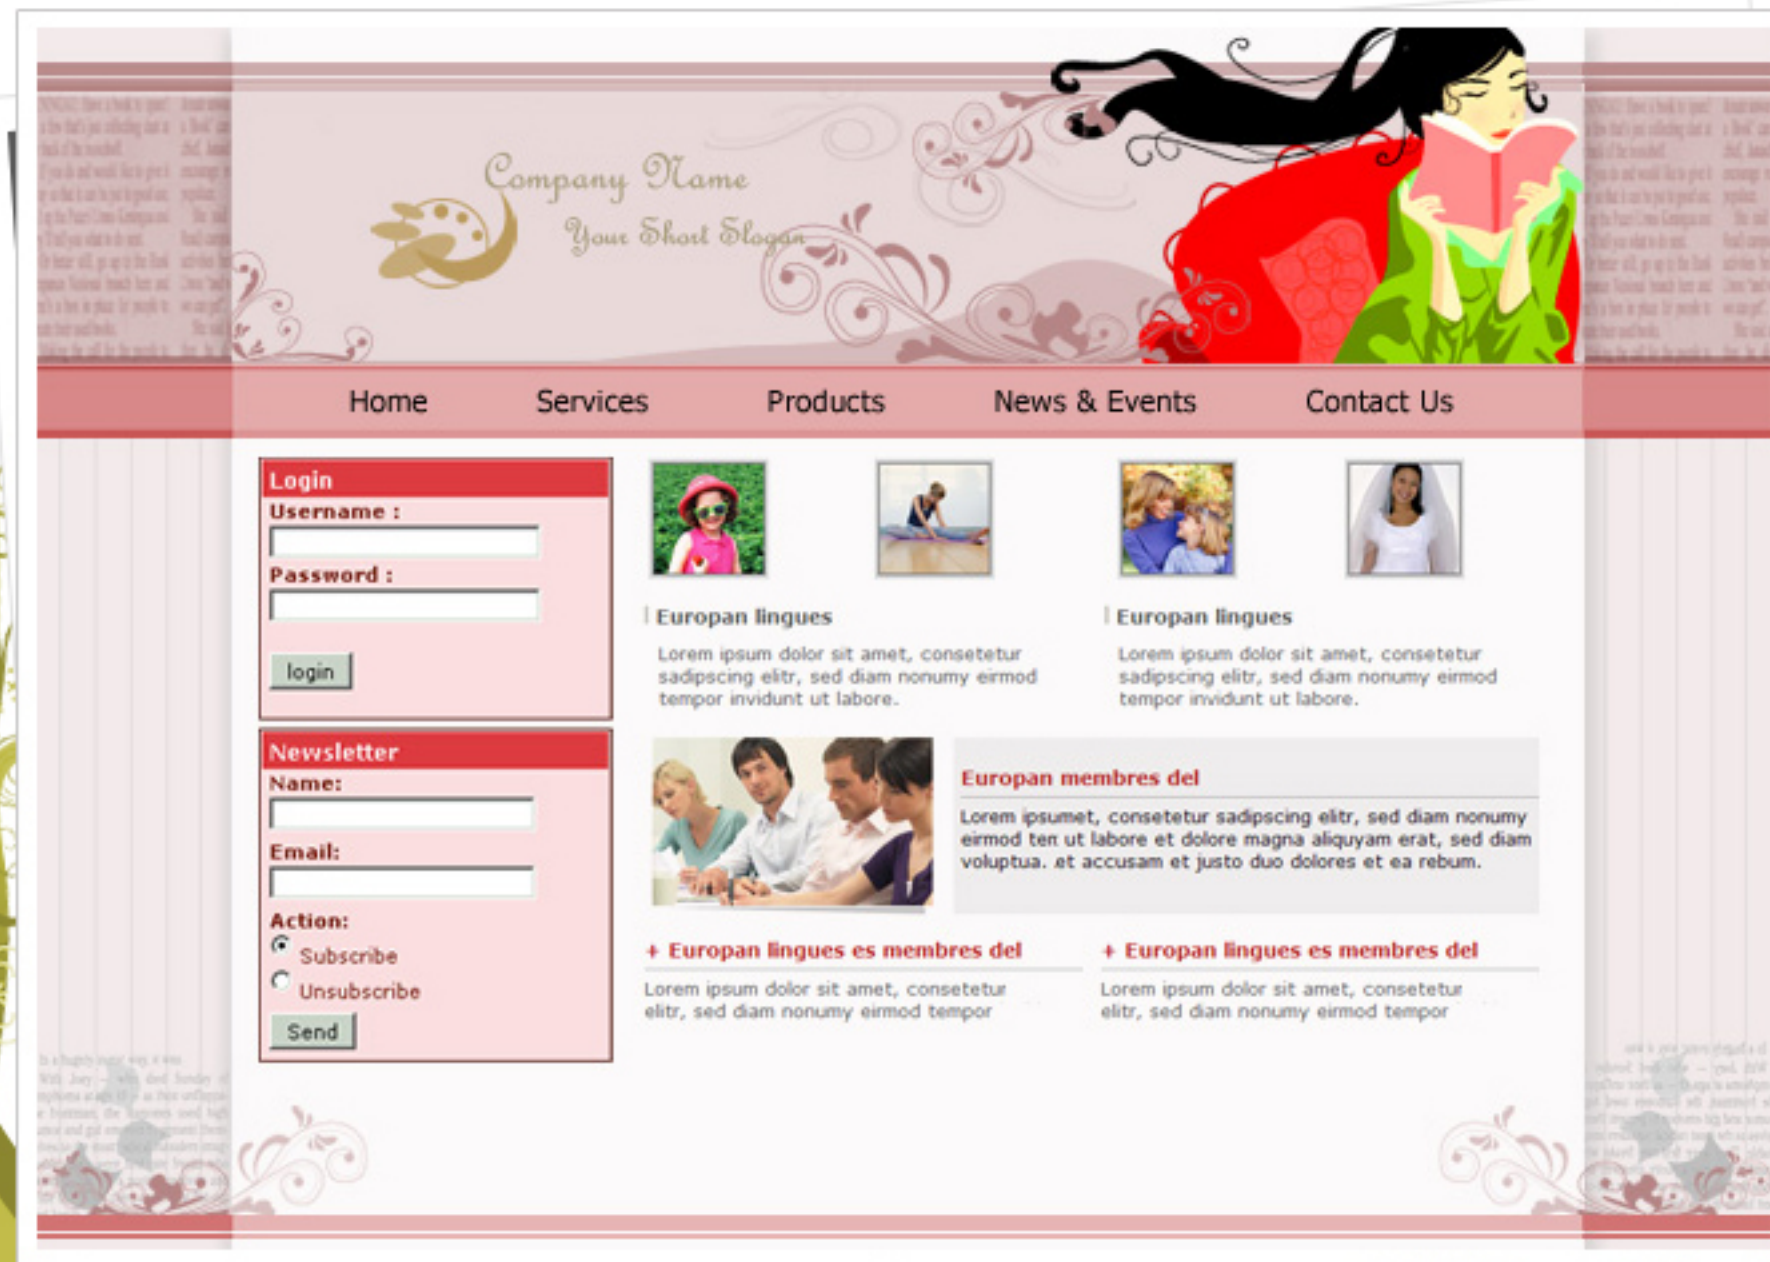 Company Name
Your Short Slogan
Home Services Products News & Events Contact Us
Login
Username :
Password :
login
Newsletter
Name:
Email:
Action:
Subscribe
Unsubscribe
Send
Europan lingues
Lorem ipsum dolor sit amet, consetetur
sadipscing elitr, sed diam nonumy eirmod
tempor invidunt ut labore.
Europan lingues
Lorem ipsum dolor sit amet, consetetur
sadipscing elitr, sed diam nonumy eirmod
tempor invidunt ut labore.
Europan membres del
Lorem ipsumet, consetetur sadipscing elitr, sed diam nonumy
eirmod ten ut labore et dolore magna aliquyam erat, sed diam
voluptua. et accusam et justo duo dolores et ea rebum.
+ Europan lingues es membres del
Lorem ipsum dolor sit amet, consetetur
elitr, sed diam nonumy eirmod tempor
+ Europan lingues es membres del
Lorem ipsum dolor sit amet, consetetur
elitr, sed diam nonumy eirmod tempor